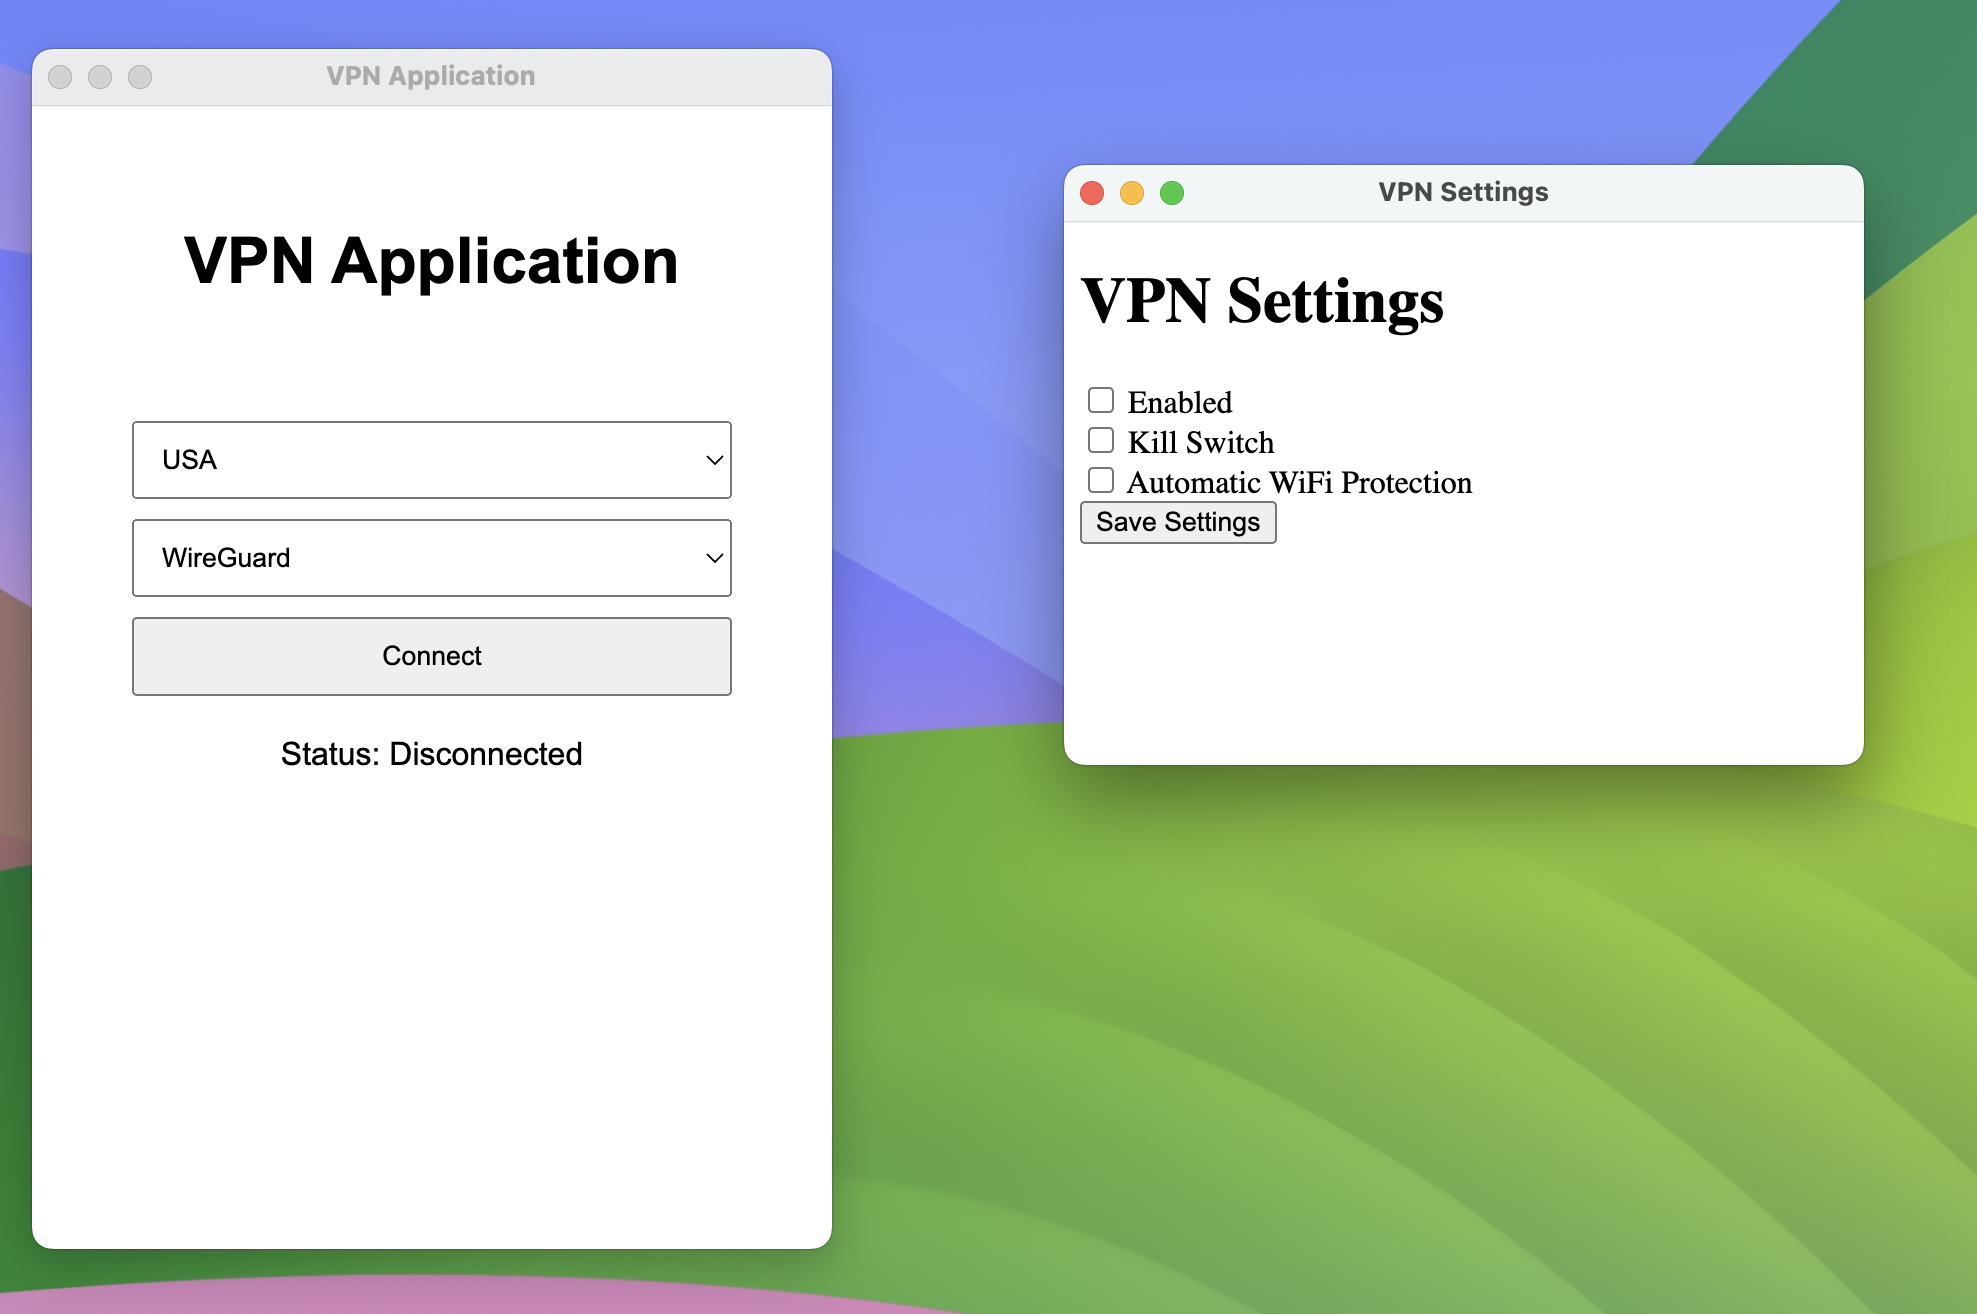 VPN Application
VPN Application
USA
WireGuard
Connect
Status: Disconnected
VPN Settings
VPN Settings
Enabled
Kill Switch
Automatic WiFi Protection
Save Settings